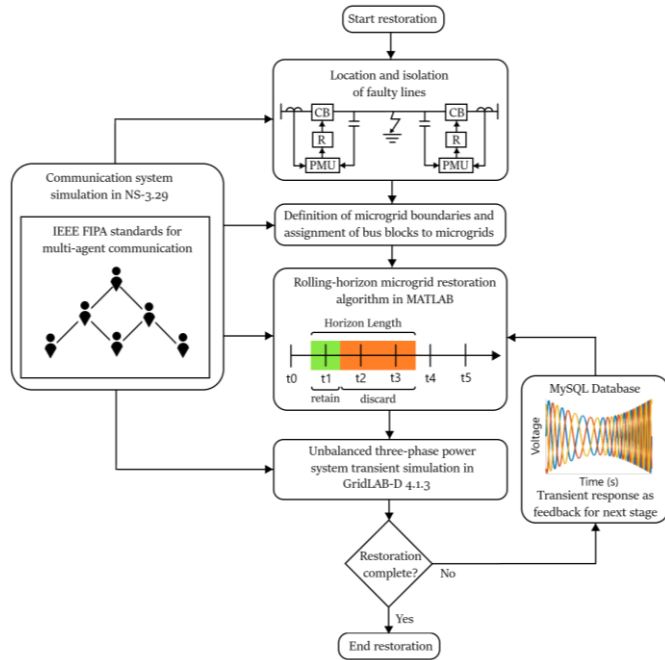 Start restoration
Location and isolation
of faulty lines
CB
CB
R
R
PMU
PMU
Communication system
simulation in NS-3.29
IEEE FIPA standards for
multi-agent communication
Definition of microgrid boundaries and
assignment of bus blocks to microgrids
Rolling-horizon microgrid restoration
algorithm in MATLAB
Horizon Length
t0
t1
t2
t3
t4
t5
retain
discard
MySQL Database
Voltage
Time (s)
Transient response as
feedback for next stage
Unbalanced three-phase power
system transient simulation in
GridLAB-D 4.1.3
Restoration
complete?
No
Yes
End restoration